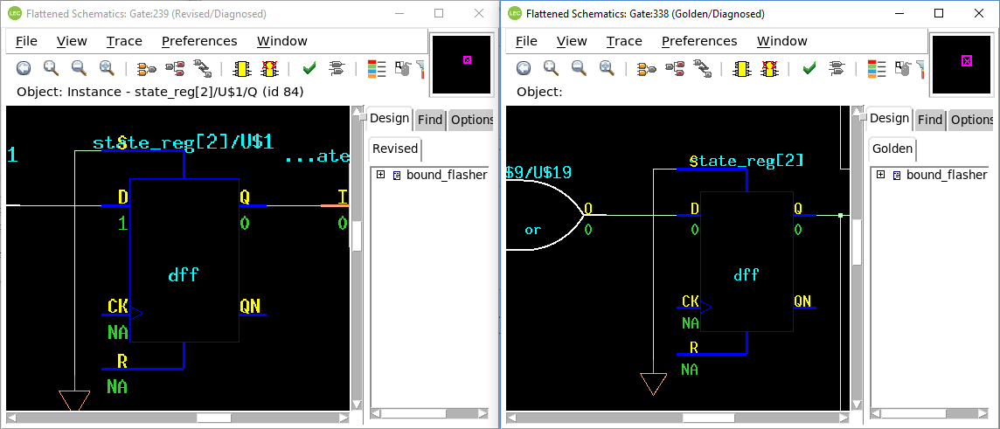 LEC Flattened Schematics: Gate:239 (Revised/Diagnosed)
File View Trace Preferences Window
Object: Instance - state_reg[2]/U$1/Q (id 84)
Design Find Options
Revised
bound_flasher
S
state_reg[2]/U$1
1
...ate
D Q I
1 0 0
dff
CK QN
NA
R
NA
LEC Flattened Schematics: Gate:338 (Golden/Diagnosed)
File View Trace Preferences Window
Object:
Design Find Options
Golden
bound_flasher
S
state_reg[2]
$9/U$19
O D Q
0 0 0
or
dff
CK QN
NA
R
NA